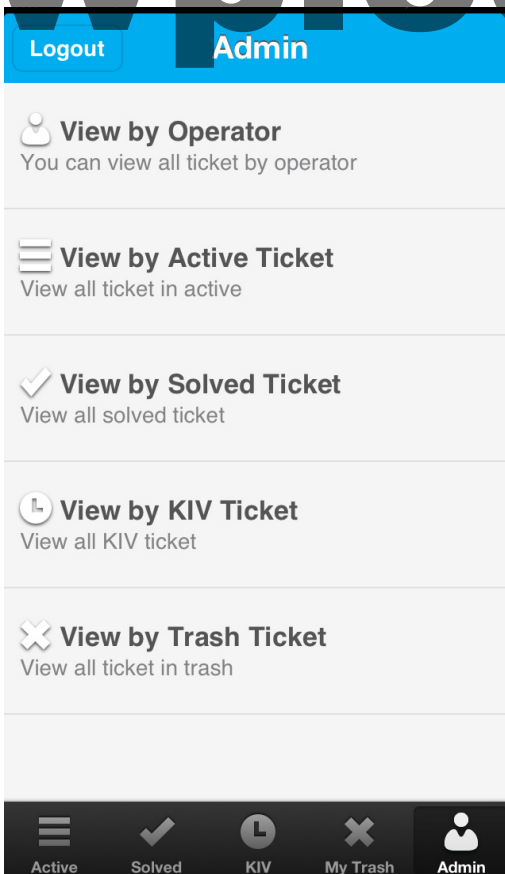 Logout
Admin
View by Operator
You can view all ticket by operator
View by Active Ticket
View all ticket in active
View by Solved Ticket
View all solved ticket
View by KIV Ticket
View all KIV ticket
View by Trash Ticket
View all ticket in trash
Active
Solved
KIV
My Trash
Admin